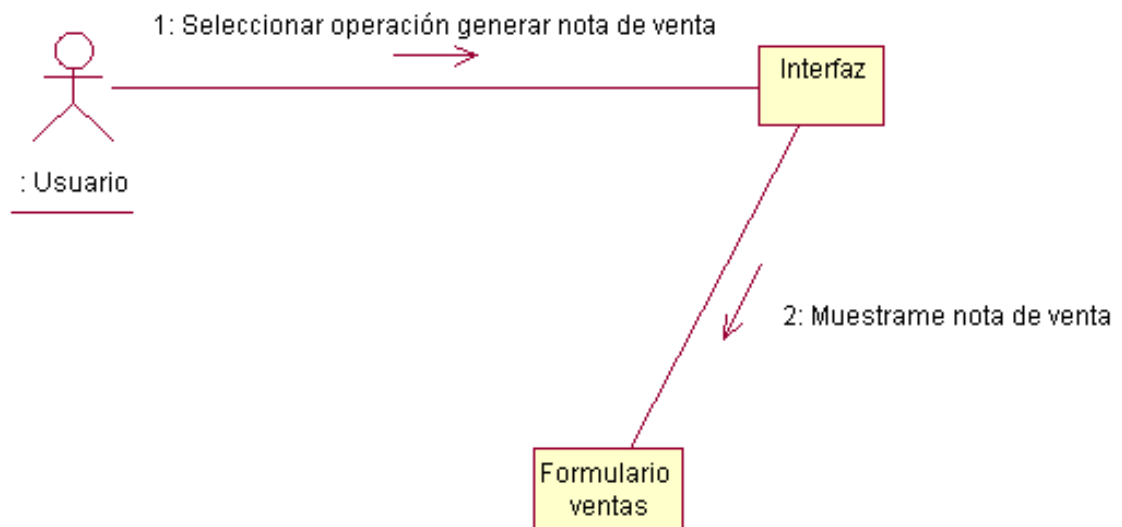 1: Seleccionar operación generar nota de venta
Interfaz
: Usuario
2: Muestrame nota de venta
Formulario
ventas